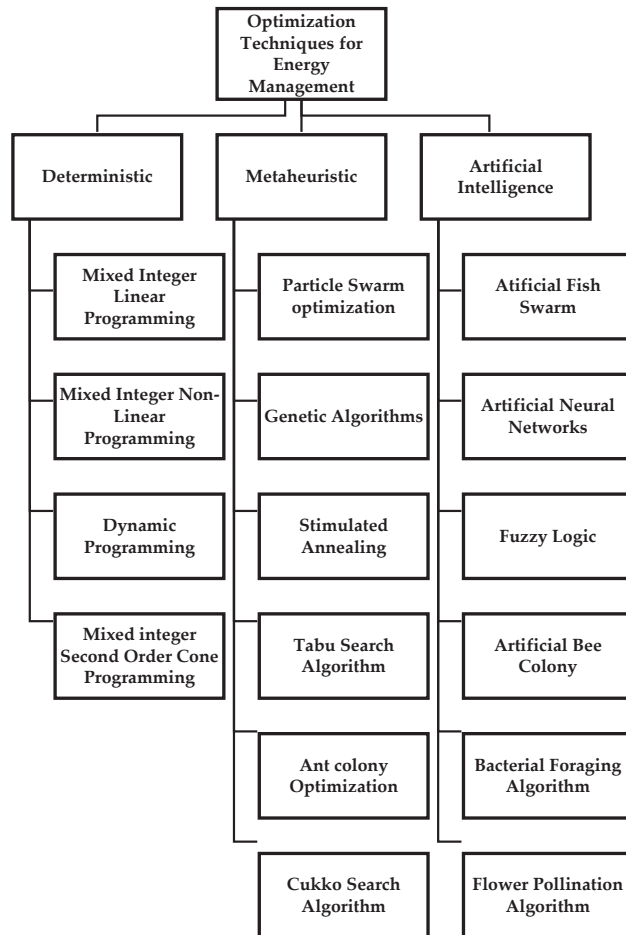 Optimization
Techniques for
Energy
Management
Deterministic
Metaheuristic
Artificial
Intelligence
Mixed Integer
Linear
Programming
Particle Swarm
optimization
Atificial Fish
Swarm
Mixed Integer Non-
Linear
Programming
Genetic Algorithms
Artificial Neural
Networks
Dynamic
Programming
Stimulated
Annealing
Fuzzy Logic
Mixed integer
Second Order Cone
Programming
Tabu Search
Algorithm
Artificial Bee
Colony
Ant colony
Optimization
Bacterial Foraging
Algorithm
Cukko Search
Algorithm
Flower Pollination
Algorithm